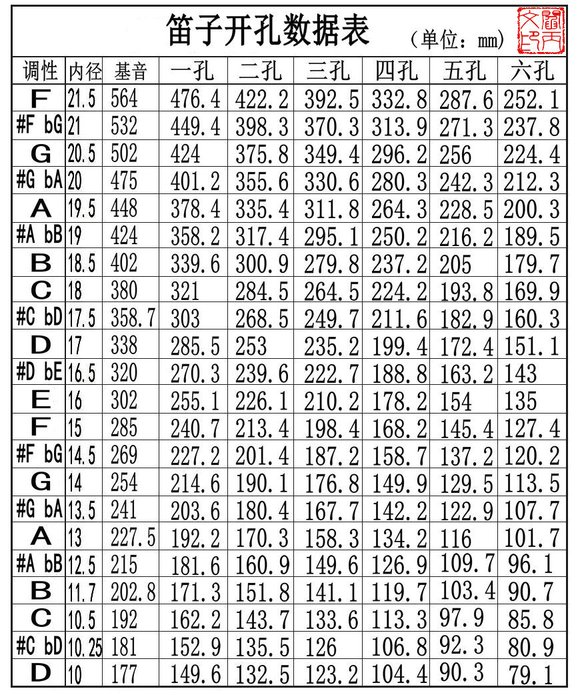 笛子开孔数据表 (单位: mm)
调性 内径 基音 一孔 二孔 三孔 四孔 五孔 六孔
F 21.5 564 476.4 422.2 392.5 332.8 287.6 252.1
#F bG 21 532 449.4 398.3 370.3 313.9 271.3 237.8
G 20.5 502 424 375.8 349.4 296.2 256 224.4
#G bA 20 475 401.2 355.6 330.6 280.3 242.3 212.3
A 19.5 448 378.4 335.4 311.8 264.3 228.5 200.3
#A bB 19 424 358.2 317.4 295.1 250.2 216.2 189.5
B 18.5 402 339.6 300.9 279.8 237.2 205 179.7
C 18 380 321 284.5 264.5 224.2 193.8 169.9
#C bD 17.5 358.7 303 268.5 249.7 211.6 182.9 160.3
D 17 338 285.5 253 235.2 199.4 172.4 151.1
#D bE 16.5 320 270.3 239.6 222.7 188.8 163.2 143
E 16 302 255.1 226.1 210.2 178.2 154 135
F 15 285 240.7 213.4 198.4 168.2 145.4 127.4
#F bG 14.5 269 227.2 201.4 187.2 158.7 137.2 120.2
G 14 254 214.6 190.1 176.8 149.9 129.5 113.5
#G bA 13.5 241 203.6 180.4 167.7 142.2 122.9 107.7
A 13 227.5 192.2 170.3 158.3 134.2 116 101.7
#A bB 12.5 215 181.6 160.9 149.6 126.9 109.7 96.1
B 11.7 202.8 171.3 151.8 141.1 119.7 103.4 90.7
C 10.5 192 162.2 143.7 133.6 113.3 97.9 85.8
#C bD 10.25 181 152.9 135.5 126 106.8 92.3 80.9
D 10 177 149.6 132.5 123.2 104.4 90.3 79.1